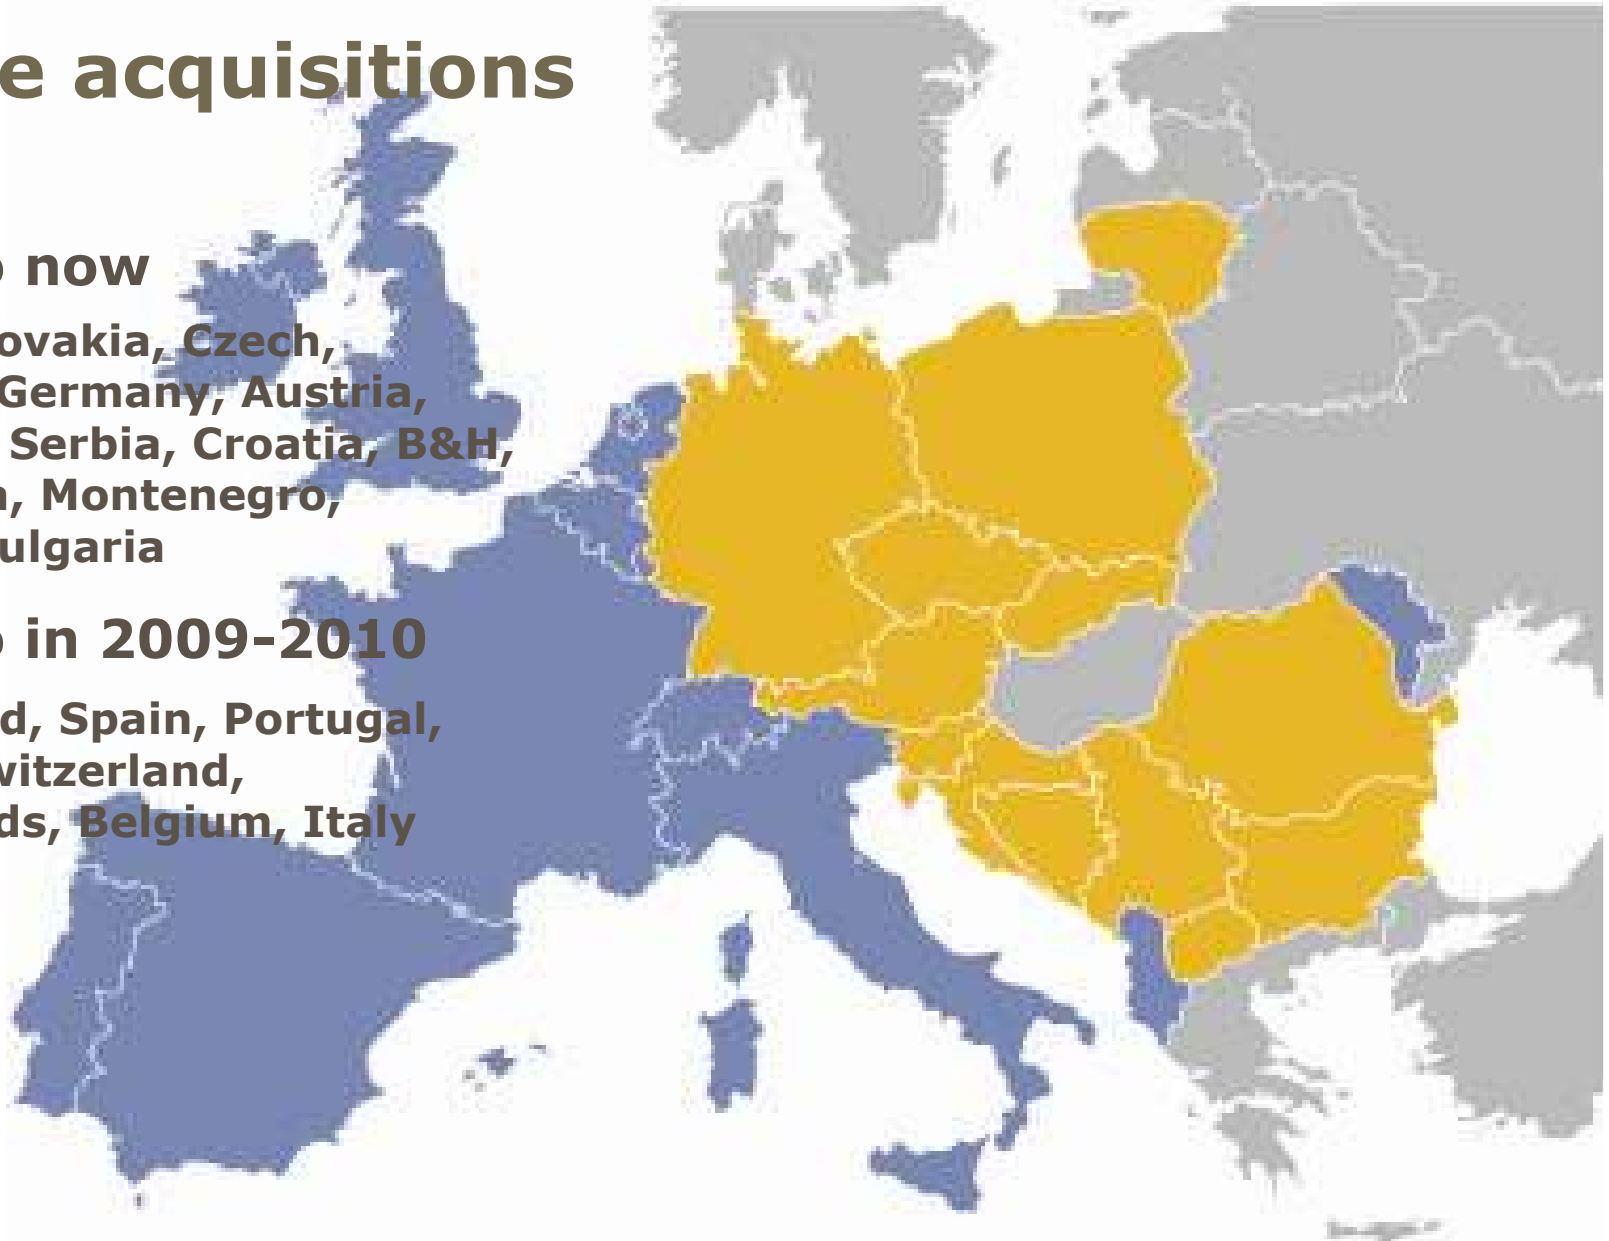 e acquisitions
now
ovakia, Czech,
Germany, Austria,
Serbia, Croatia, B&H,
, Montenegro,
ulgaria
in 2009-2010
d, Spain, Portugal,
witzerland,
ds, Belgium, Italy